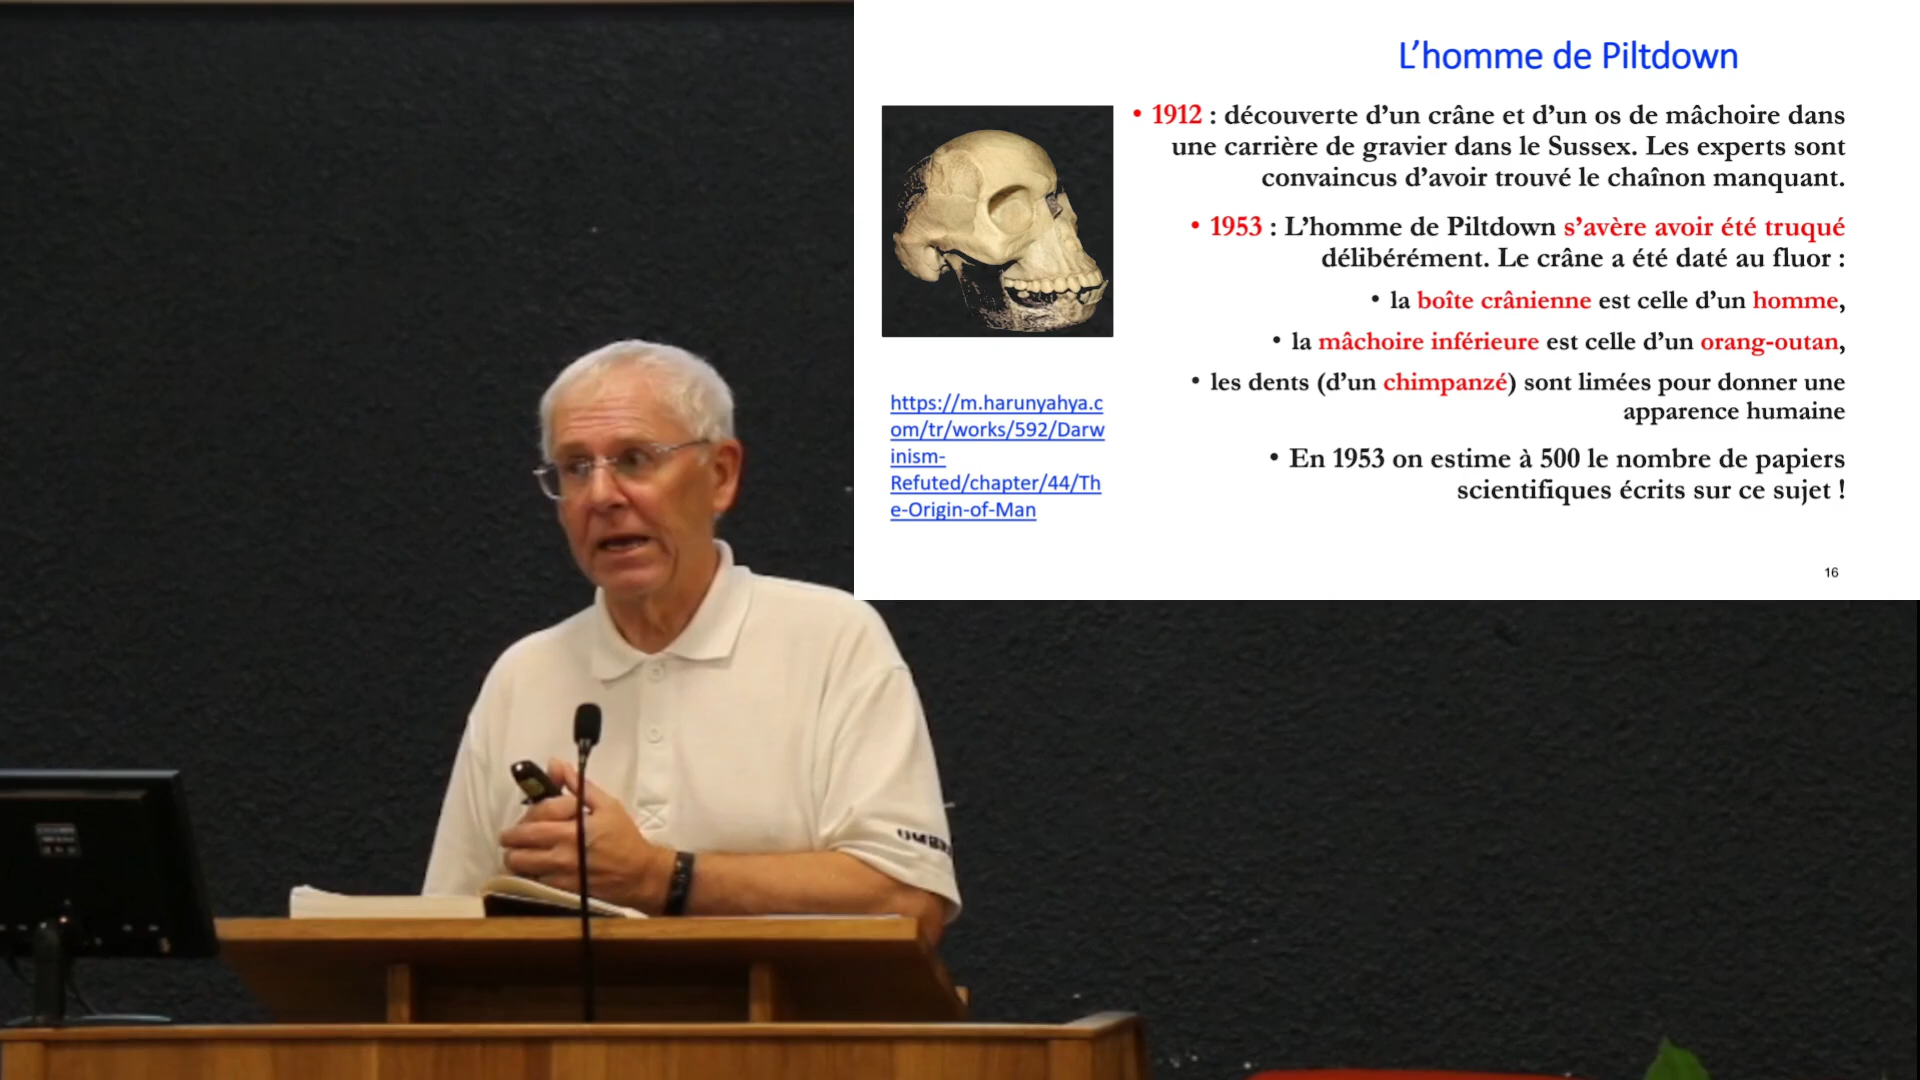 L’homme de Piltdown
• 1912 : découverte d’un crâne et d’un os de mâchoire dans
une carrière de gravier dans le Sussex. Les experts sont
convaincus d’avoir trouvé le chaînon manquant.
• 1953 : L’homme de Piltdown s’avère avoir été truqué
délibérément. Le crâne a été daté au fluor :
• la boîte crânienne est celle d’un homme,
• la mâchoire inférieure est celle d’un orang-outan,
• les dents (d’un chimpanzé) sont limées pour donner une
apparence humaine
• En 1953 on estime à 500 le nombre de papiers
scientifiques écrits sur ce sujet !
https://m.harunyahya.c
om/tr/works/592/Darw
inism-
Refuted/chapter/44/Th
e-Origin-of-Man
16